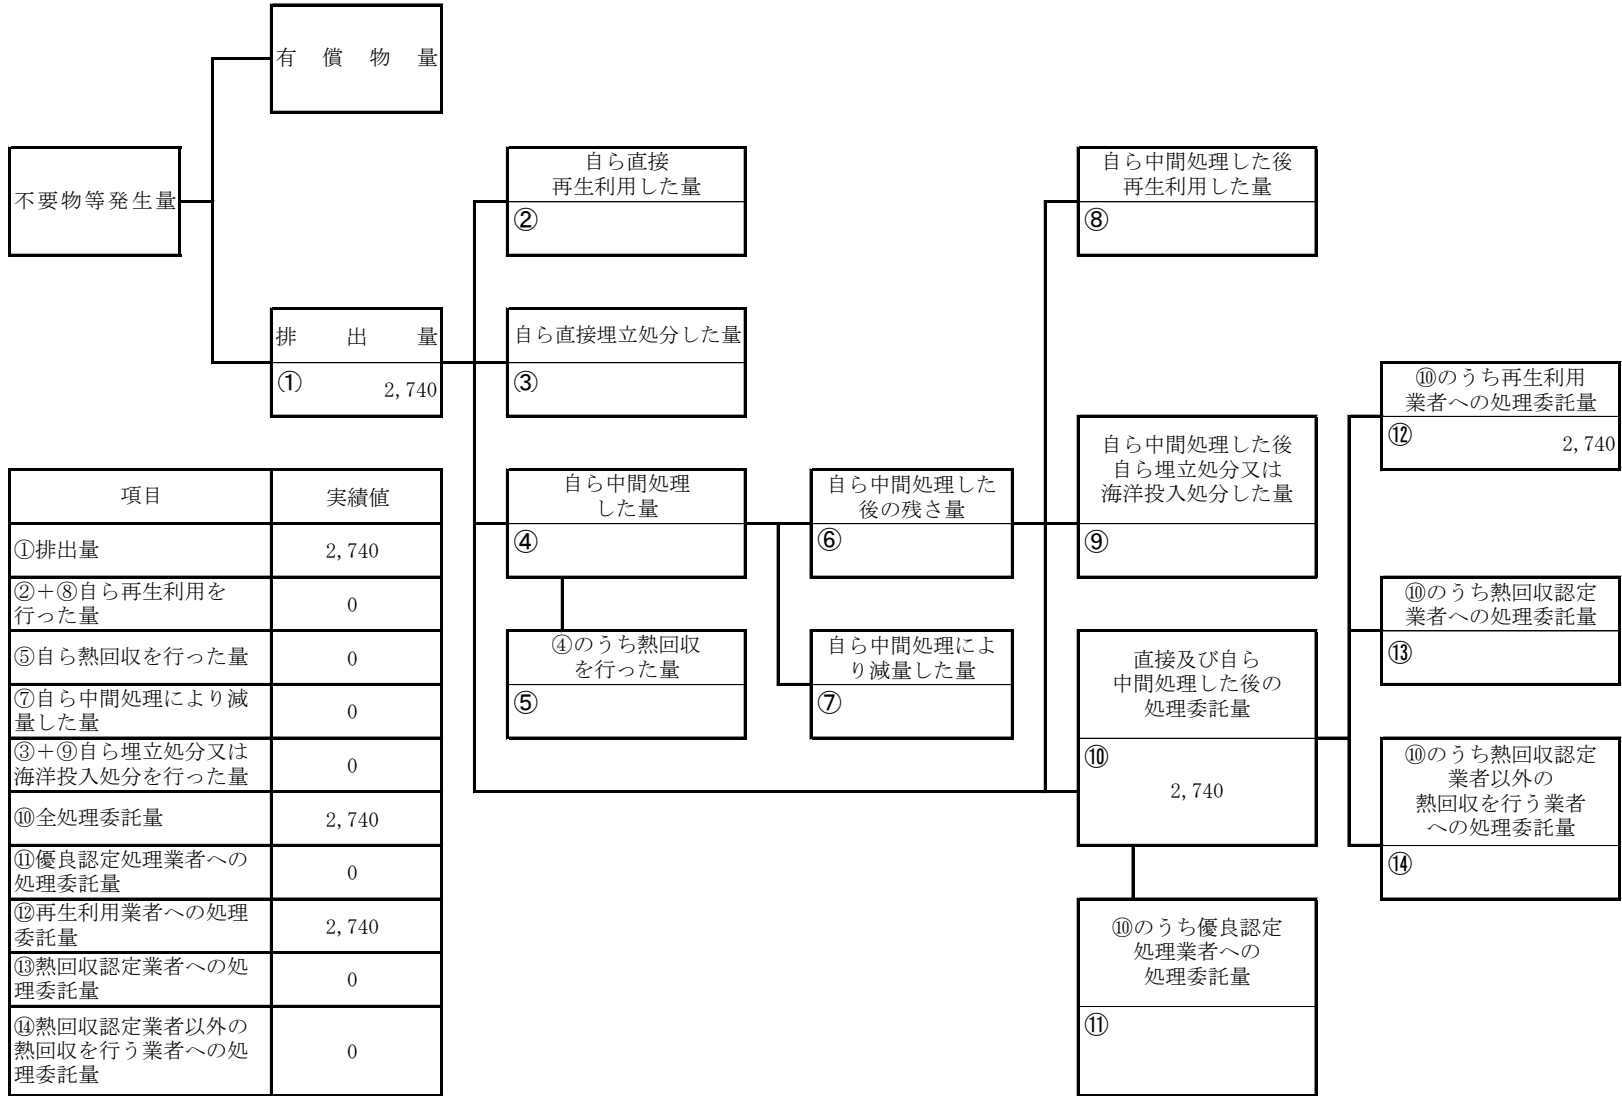 有償物量
不要物等発生量
排出量
① 2,740
自ら直接
再生利用した量
②
自ら直接埋立処分した量
③
自ら中間処理
した量
④
④のうち熱回収
を行った量
⑤
自ら中間処理した
後の残さ量
⑥
自ら中間処理によ
り減量した量
⑦
自ら中間処理した後
再生利用した量
⑧
自ら中間処理した後
自ら埋立処分又は
海洋投入処分した量
⑨
直接及び自ら
中間処理した後の
処理委託量
⑩
2,740
⑩のうち優良認定
処理業者への
処理委託量
⑪
⑩のうち再生利用
業者への処理委託量
⑫ 2,740
⑩のうち熱回収認定
業者への処理委託量
⑬
⑩のうち熱回収認定
業者以外の
熱回収を行う業者
への処理委託量
⑭
項目 実績値
①排出量 2,740
②+⑧自ら再生利用を
行った量 0
⑤自ら熱回収を行った量 0
⑦自ら中間処理により減
量した量 0
③+⑨自ら埋立処分又は
海洋投入処分を行った量 0
⑩全処理委託量 2,740
⑪優良認定処理業者への
処理委託量 0
⑫再生利用業者への処理
委託量 2,740
⑬熱回収認定業者への処
理委託量 0
⑭熱回収認定業者以外の
熱回収を行う業者への処
理委託量 0